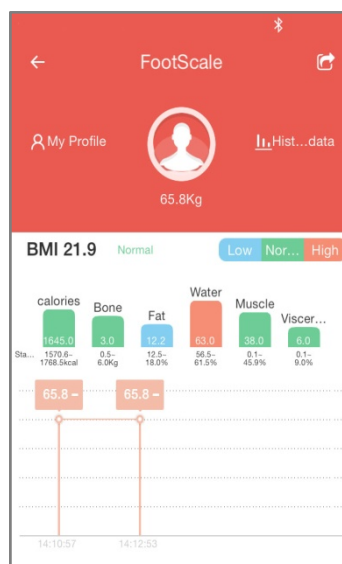 FootScale
My Profile
Hist...data
65.8Kg
BMI 21.9 Normal Low Nor... High
calories Bone Fat Water Muscle Viscer...
1645.0 3.0 12.2 63.0 38.0 6.0
Sta... 1570.6- 0.5- 12.5- 56.5- 0.1- 0.1-
1768.5kcal 6.0Kg 18.0% 61.5% 45.9% 9.0%
65.8 – 65.8 –
14:10:57 14:12:53